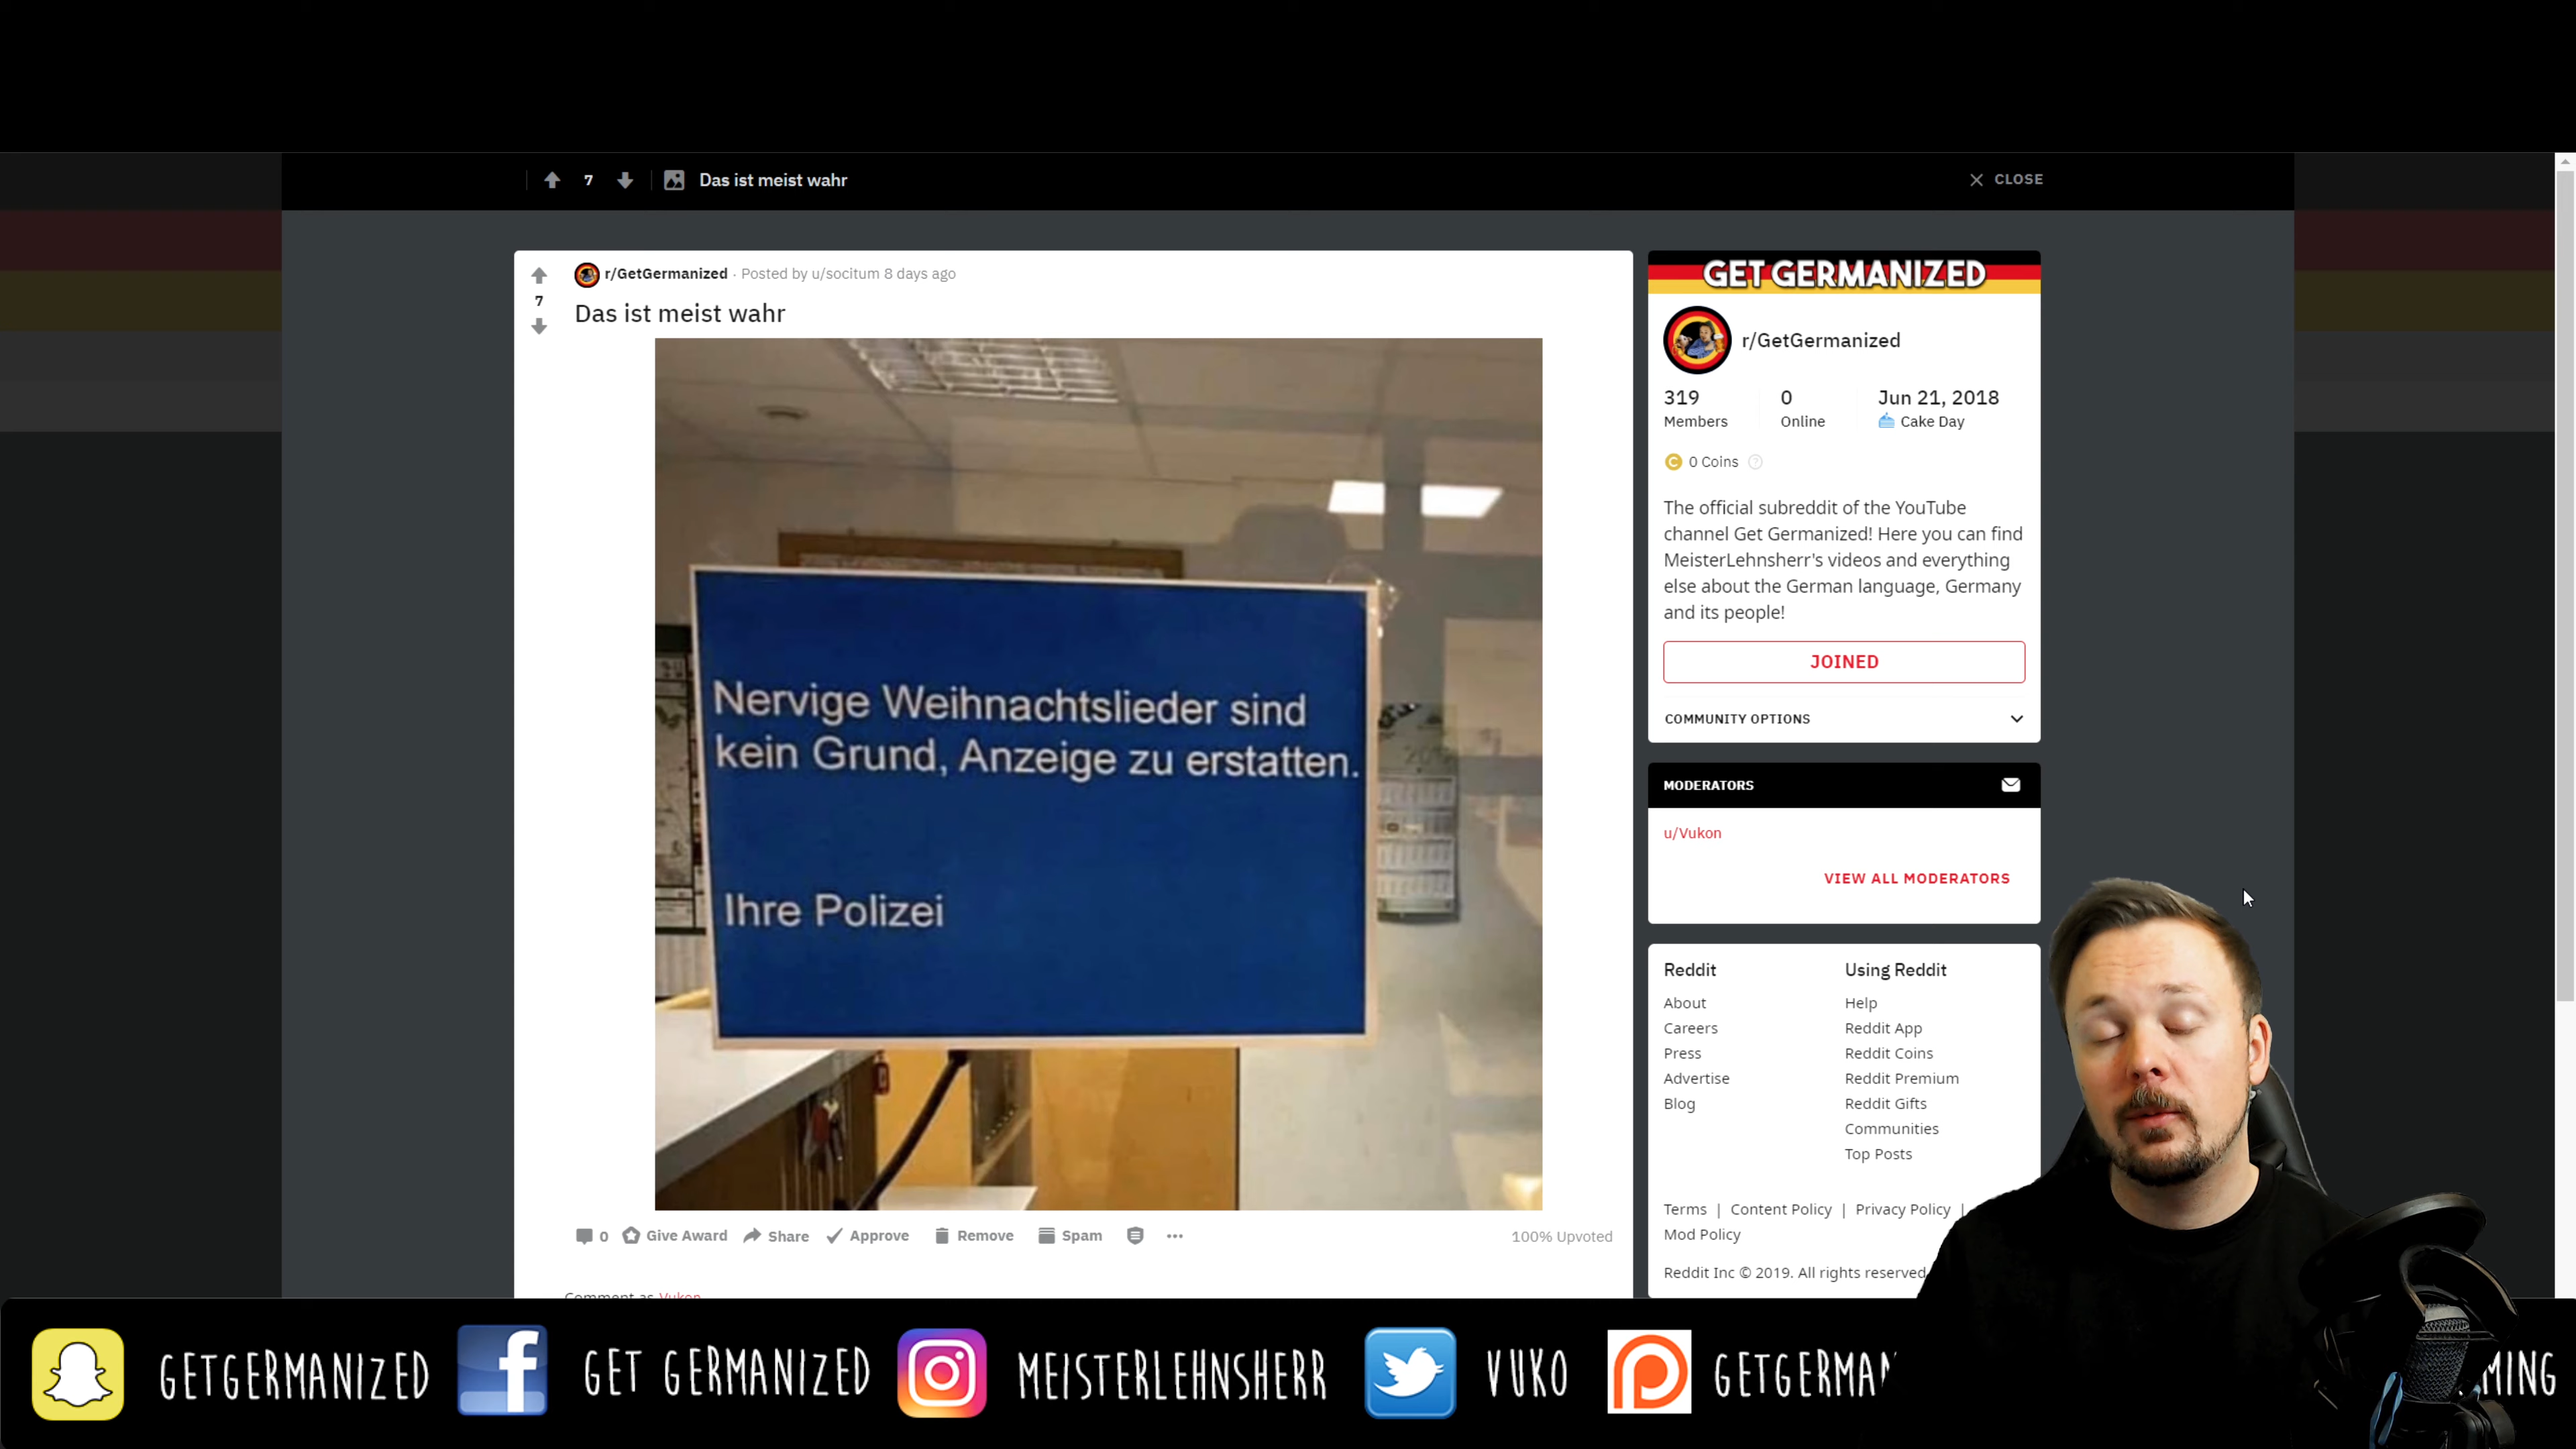 7 Das ist meist wahr
CLOSE
r/GetGermanized · Posted by u/socitum 8 days ago
7
Das ist meist wahr
Nervige Weihnachtslieder sind
kein Grund, Anzeige zu erstatten.
Ihre Polizei
0 Give Award Share Approve Remove Spam
100% Upvoted
Comment as Vukon
GET GERMANIZED
r/GetGermanized
319 0 Jun 21, 2018
Members Online Cake Day
0 Coins
The official subreddit of the YouTube
channel Get Germanized! Here you can find
MeisterLehnsherr's videos and everything
else about the German language, Germany
and its people!
JOINED
COMMUNITY OPTIONS
MODERATORS
u/Vukon
VIEW ALL MODERATORS
Reddit Using Reddit
About Help
Careers Reddit App
Press Reddit Coins
Advertise Reddit Premium
Blog Reddit Gifts
Communities
Top Posts
Terms | Content Policy | Privacy Policy |
Mod Policy
Reddit Inc © 2019. All rights reserved
GETGERMANIZED GET GERMANIZED MEISTERLEHNSHERR VUKO GETGERMAN MING